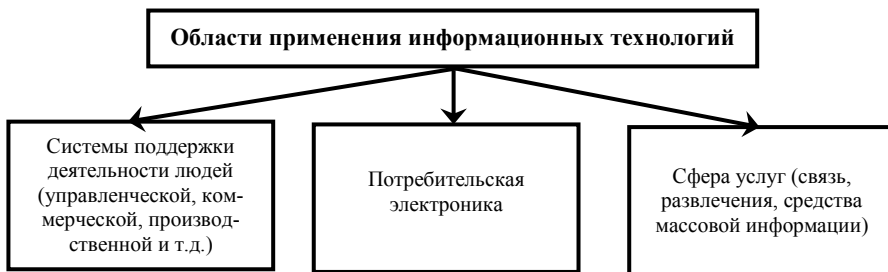 Области применения информационных технологий
Системы поддержки
деятельности людей
(управленческой, ком-
мерческой, производ-
ственной и т.д.)
Потребительская
электроника
Сфера услуг (связь,
развлечения, средства
массовой информации)